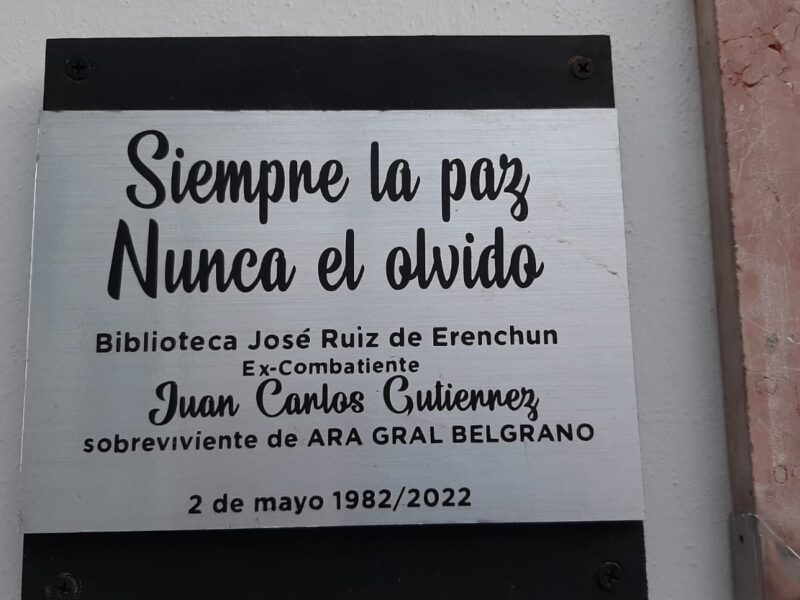 Siempre la paz
Nunca el olvido
Biblioteca José Ruiz de Erenchun
Ex-Combatiente
Juan Carlos Gutierrez
sobreviviente de ARA GRAL BELGRANO
2 de mayo 1982/2022